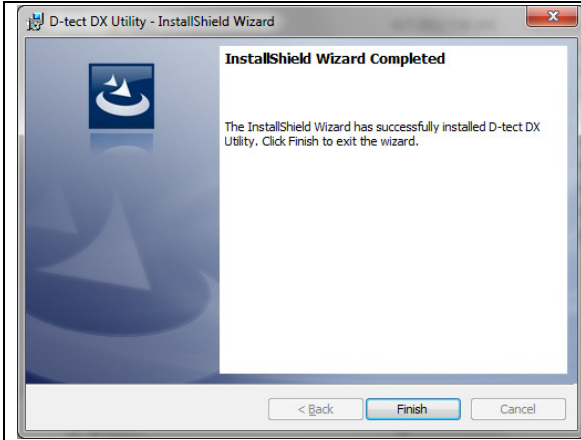 D-tect DX Utility - InstallShield Wizard
InstallShield Wizard Completed
The InstallShield Wizard has successfully installed D-tect DX
Utility. Click Finish to exit the wizard.
< Back Finish Cancel